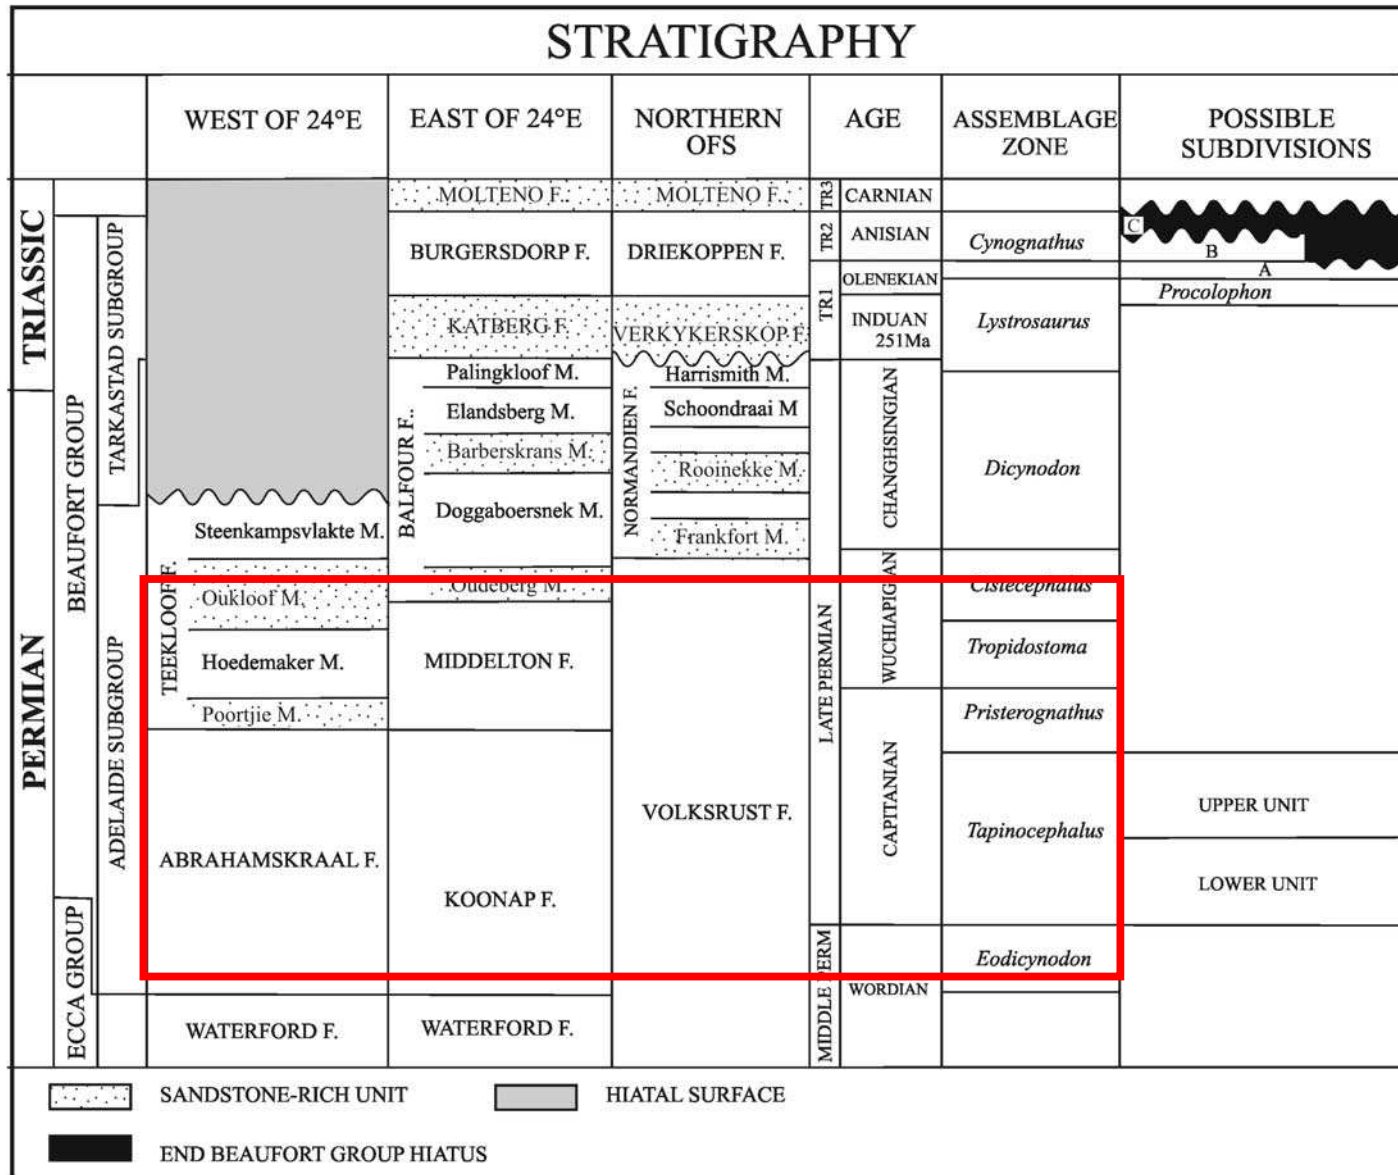 STRATIGRAPHY
WEST OF 24°E
EAST OF 24°E
NORTHERN
OFS
AGE
ASSEMBLAGE
ZONE
POSSIBLE
SUBDIVISIONS
TRIASSIC
PERMIAN
BEAUFORT GROUP
ECCA GROUP
TARKASTAD SUBGROUP
ADELAIDE SUBGROUP
Steenkampsvlakte M.
TEEKLOOF F.
Oukloof M.
Hoedemaker M.
Poortjie M.
ABRAHAMSKRAAL F.
WATERFORD F.
MOLTENO F..
BURGERSDORP F.
KATBERG F.
BALFOUR F..
Palingkloof M.
Elandsberg M.
Barberskrans M.
Doggaboersnek M.
Oudeberg M.
MIDDELTON F.
KOONAP F.
WATERFORD F.
MOLTENO F..
DRIEKOPPEN F.
VERKYKERSKOP F.
NORMANDIEN F.
Harrismith M.
Schoondraai M
Rooinekke M.
Frankfort M.
VOLKSRUST F.
TR3
TR2
TR1
LATE PERMIAN
MIDDLE PERM
CARNIAN
ANISIAN
OLENEKIAN
INDUAN
251Ma
CHANGHSINGIAN
WUCHIAPIGIAN
CAPITANIAN
WORDIAN
Cynognathus
Lystrosaurus
Dicynodon
Cistecephalus
Tropidostoma
Pristerognathus
Tapinocephalus
Eodicynodon
C
B
A
Procolophon
UPPER UNIT
LOWER UNIT
SANDSTONE-RICH UNIT
HIATAL SURFACE
END BEAUFORT GROUP HIATUS